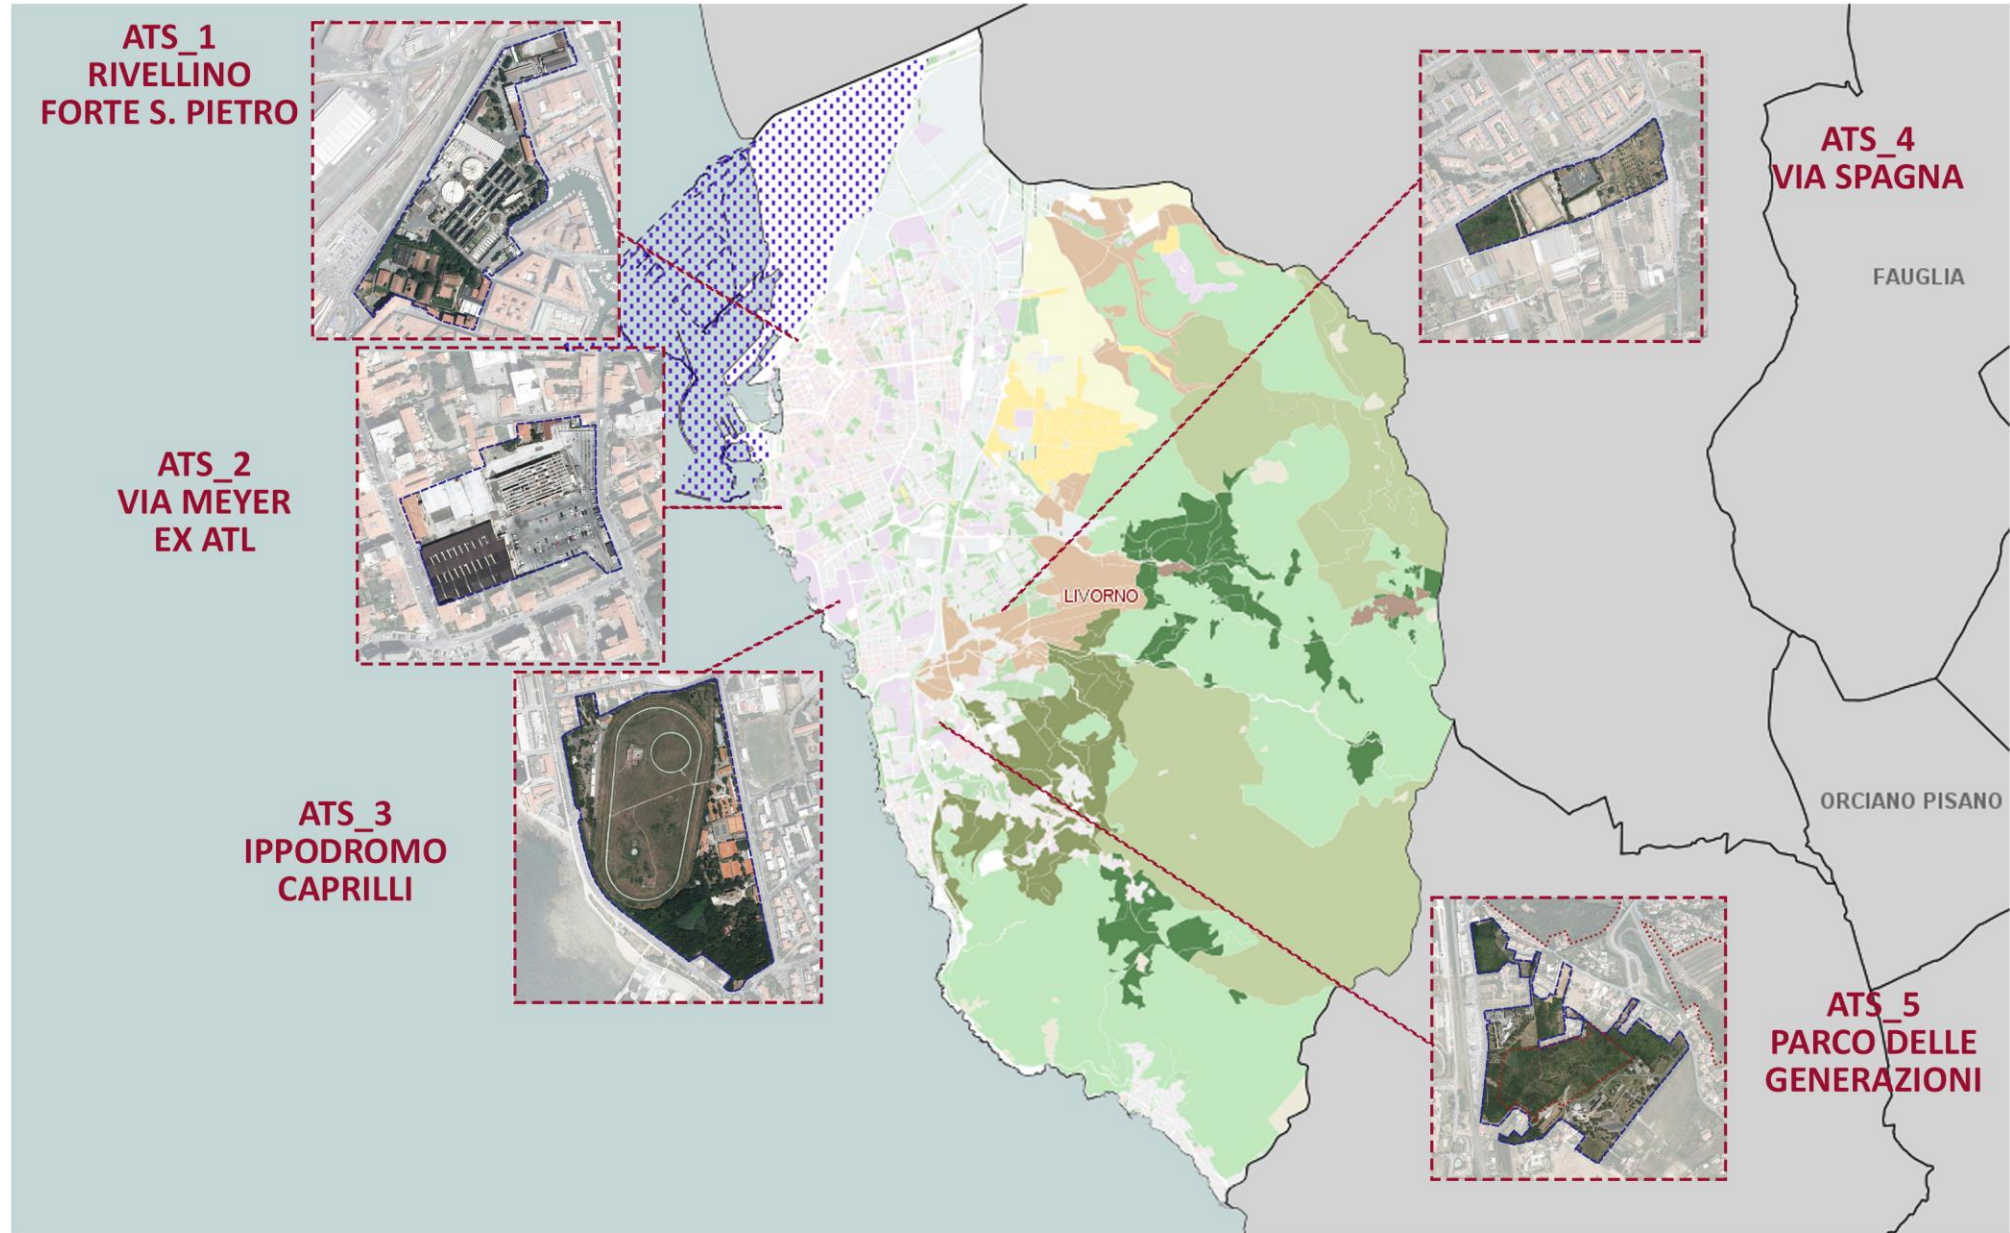 ATS_1
RIVELLINO
FORTE S. PIETRO
ATS_2
VIA MEYER
EX ATL
ATS_3
IPPODROMO
CAPRILLI
LIVORNO
ATS_4
VIA SPAGNA
FAUGLIA
ORCIANO PISANO
ATS_5
PARCO DELLE
GENERAZIONI